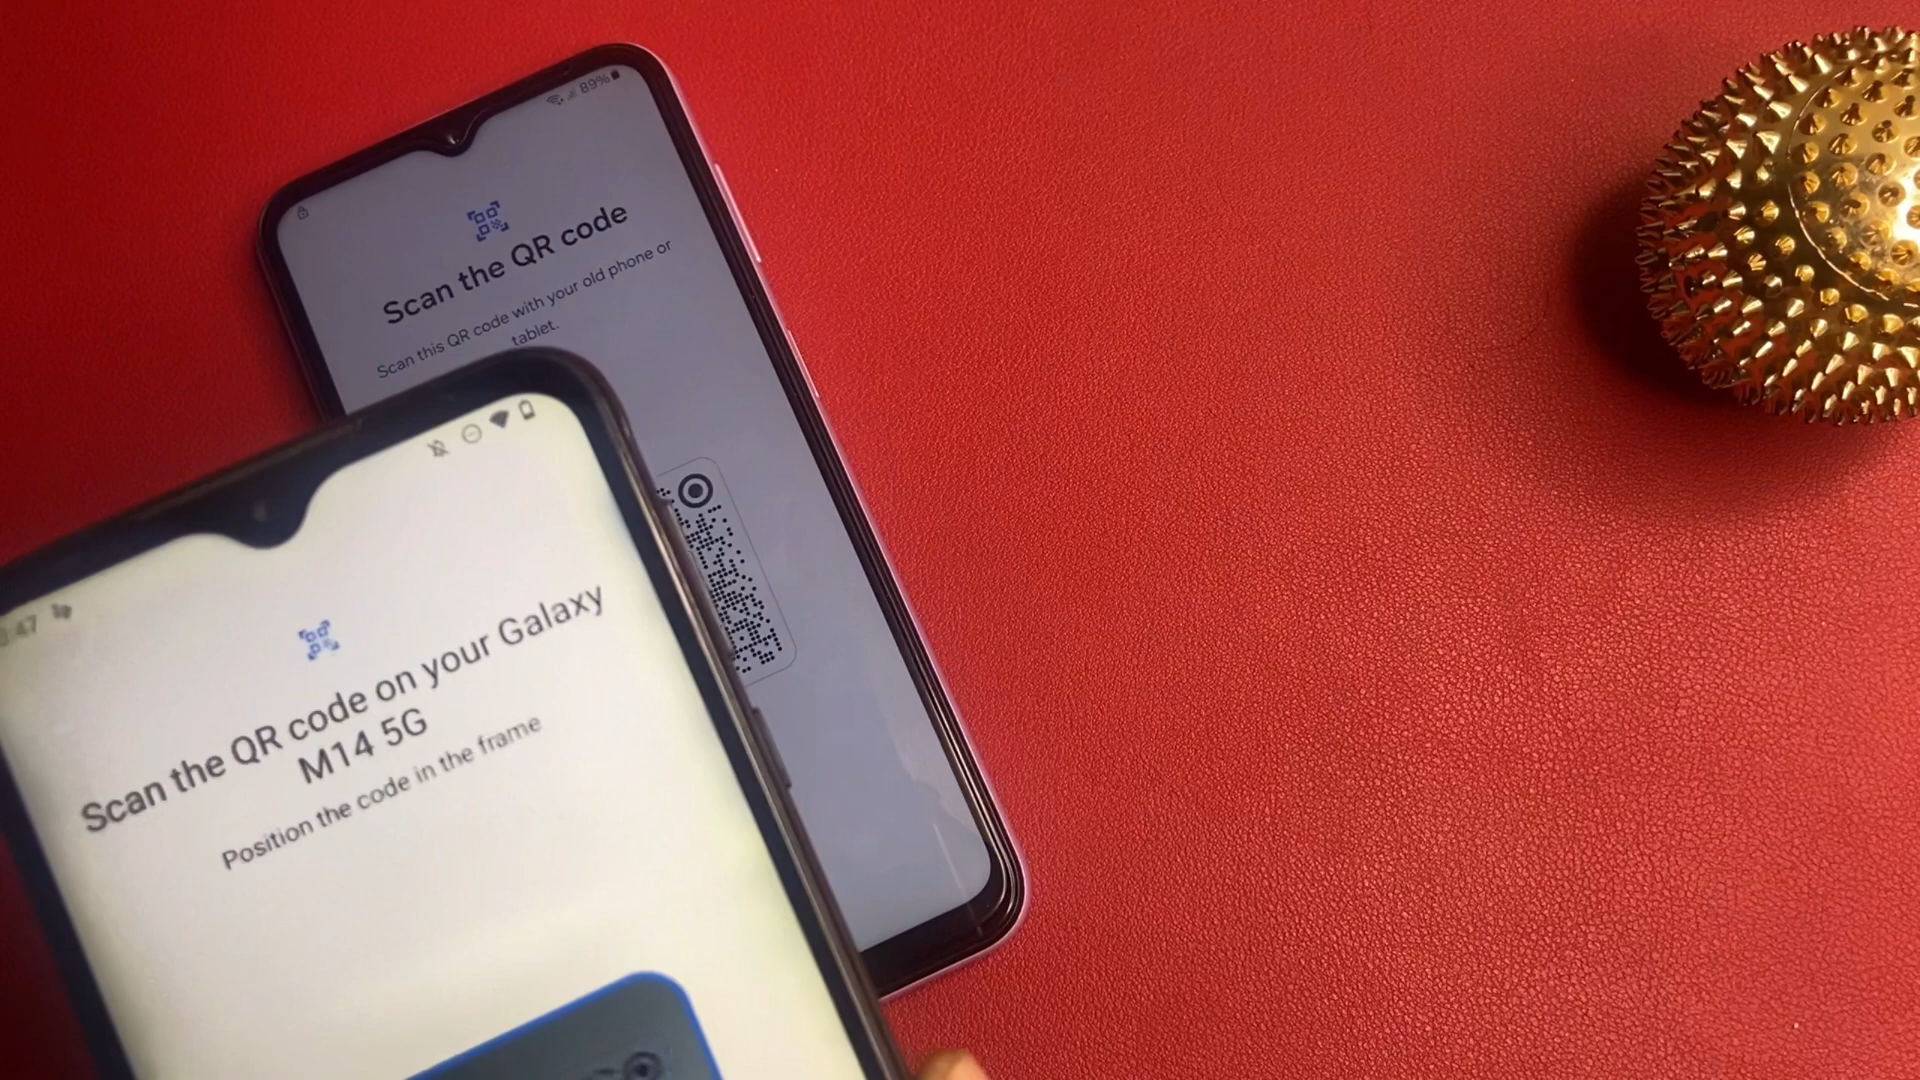 89%
Scan the QR code
Scan this QR code with your old phone or
tablet.
:47
Scan the QR code on your Galaxy
M14 5G
Position the code in the frame